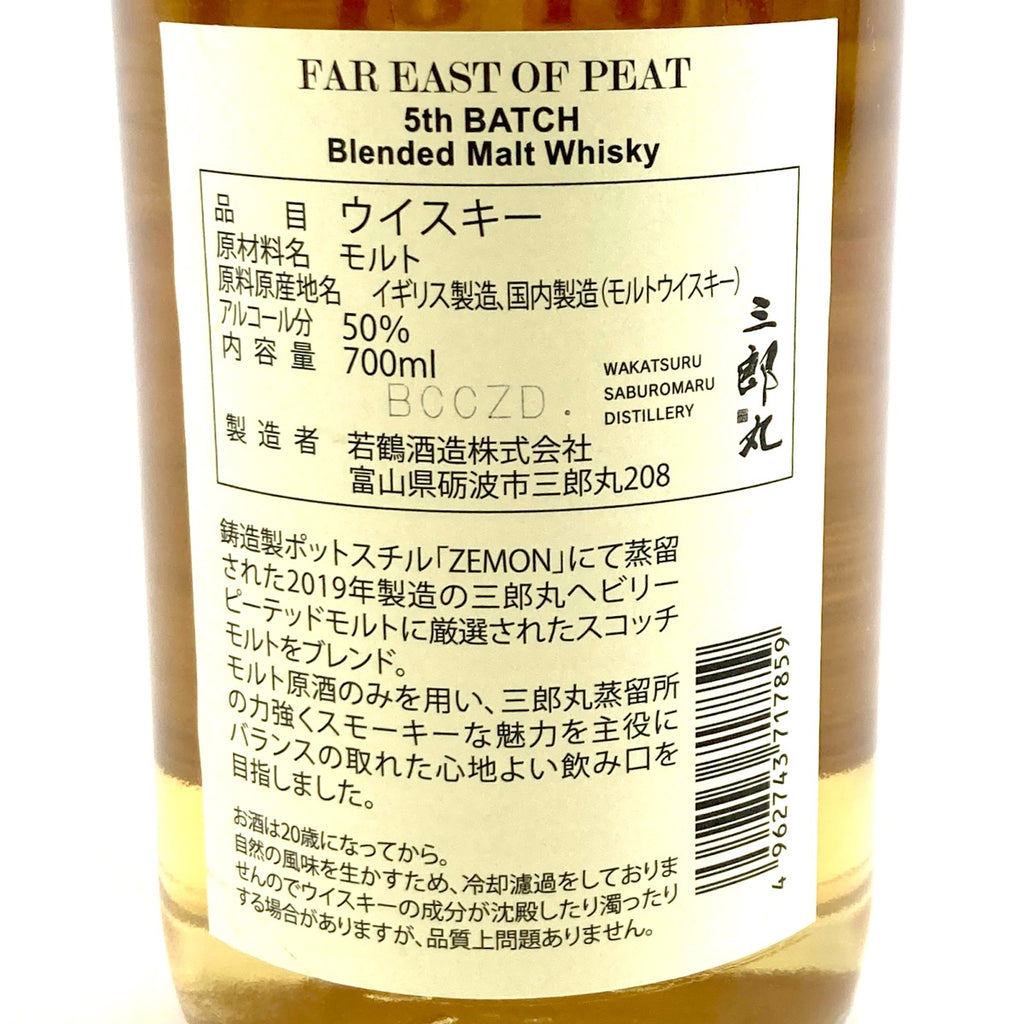 FAR EAST OF PEAT
5th BATCH
Blended Malt Whisky
品目 ウイスキー
原材料名 モルト
原料原産地名 イギリス製造、国内製造(モルトウイスキー)
アルコール分 50%
内容量 700ml
BCCZD.
WAKATSURU
SABUROMARU
DISTILLERY
三郎丸
製造者 若鶴酒造株式会社
富山県砺波市三郎丸208
鋳造製ポットスチル「ZEMON」にて蒸留
された2019年製造の三郎丸ヘビリー
ピーテッドモルトに厳選されたスコッチ
モルトをブレンド。
モルト原酒のみを用い、三郎丸蒸留所
の力強くスモーキーな魅力を主役に
バランスの取れた心地よい飲み口を
目指しました。
お酒は20歳になってから。
自然の風味を生かすため、冷却濾過をしておりま
せんのでウイスキーの成分が沈殿したり濁ったり
する場合がありますが、品質上問題ありません。
4962743717859